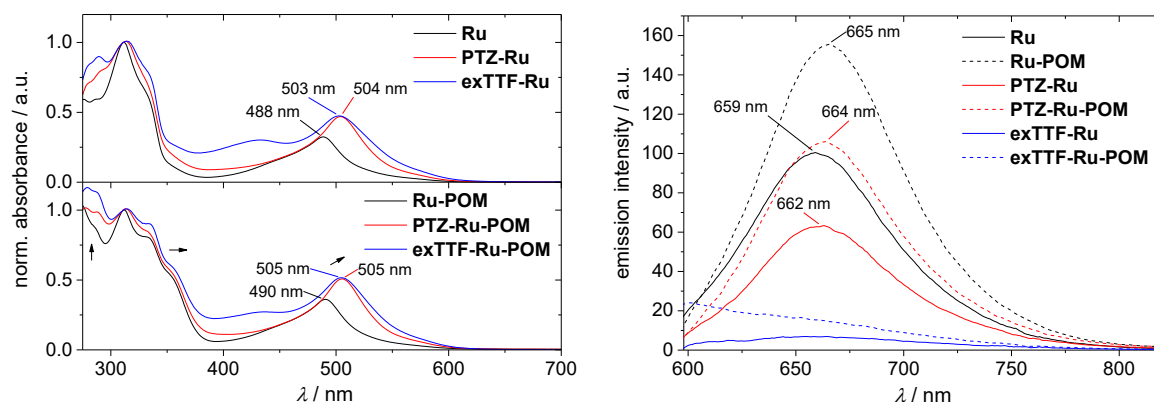 norm. absorbance / a.u.
1.0
0.5
0.0
Ru
PTZ-Ru
exTTF-Ru
503 nm
504 nm
488 nm
1.0
0.5
0.0
Ru-POM
PTZ-Ru-POM
exTTF-Ru-POM
505 nm
505 nm
490 nm
300
400
500
600
700
λ / nm
emission intensity / a.u.
160
140
120
100
80
60
40
20
0
665 nm
659 nm
664 nm
662 nm
Ru
Ru-POM
PTZ-Ru
PTZ-Ru-POM
exTTF-Ru
exTTF-Ru-POM
600
650
700
750
800
λ / nm